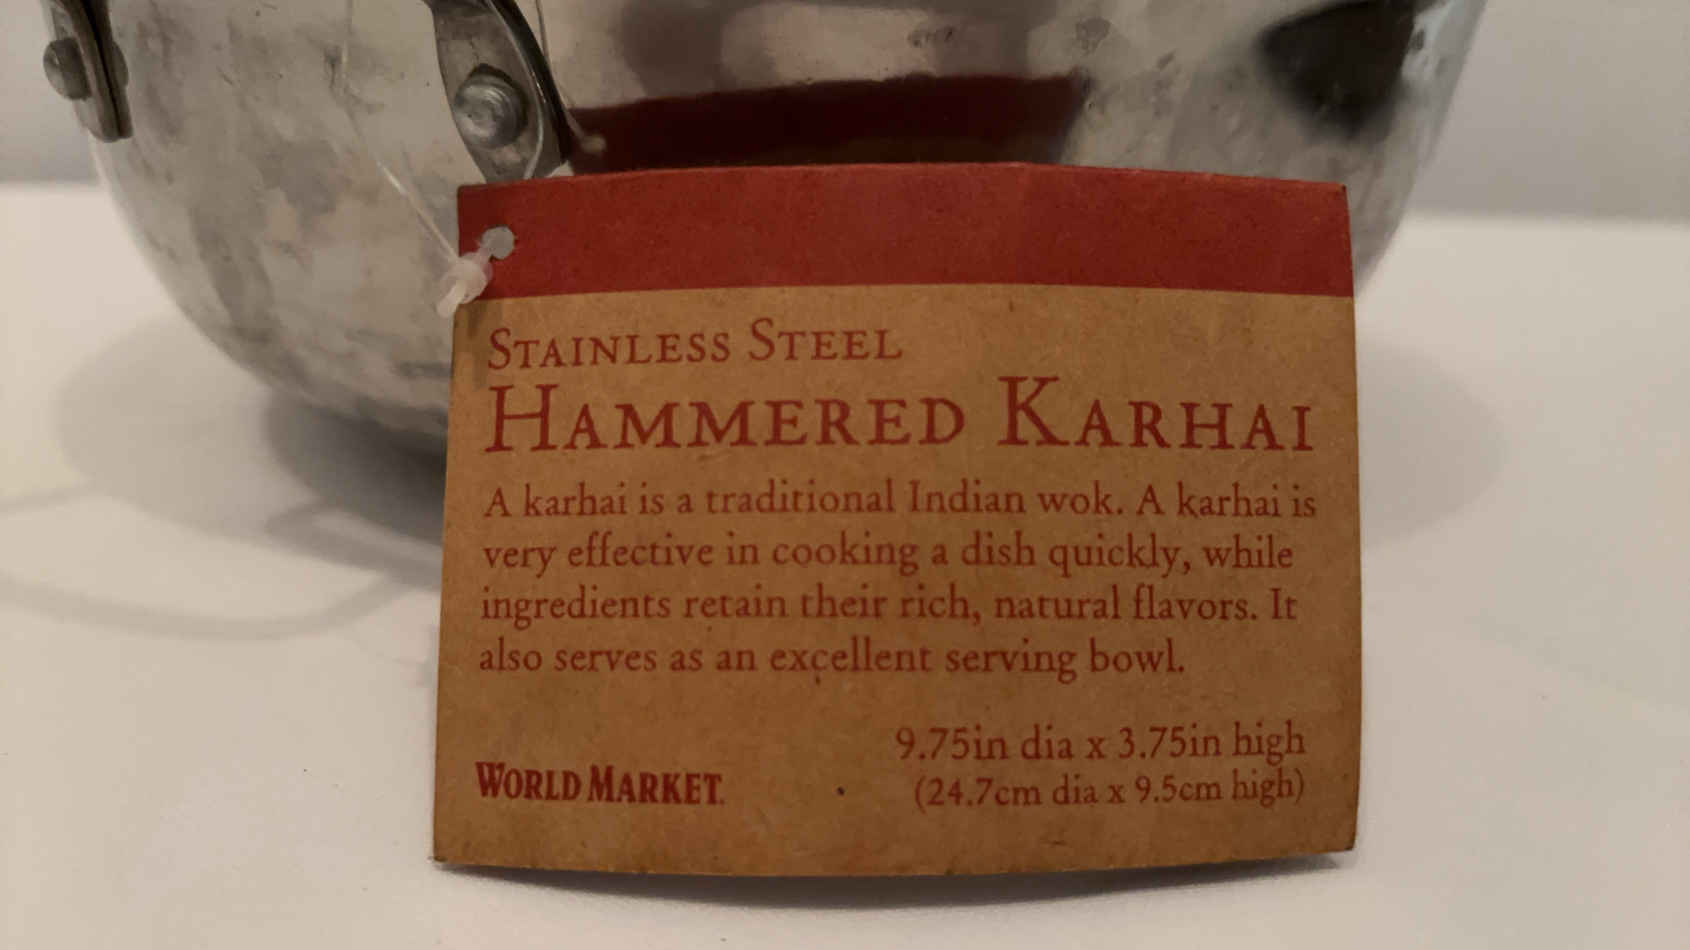 STAINLESS STEEL
HAMMERED KARHAI
A karhai is a traditional Indian wok. A karhai is
very effective in cooking a dish quickly, while
ingredients retain their rich, natural flavors. It
also serves as an excellent serving bowl.
9.75in dia x 3.75in high
(24.7cm dia x 9.5cm high)
WORLD MARKET.